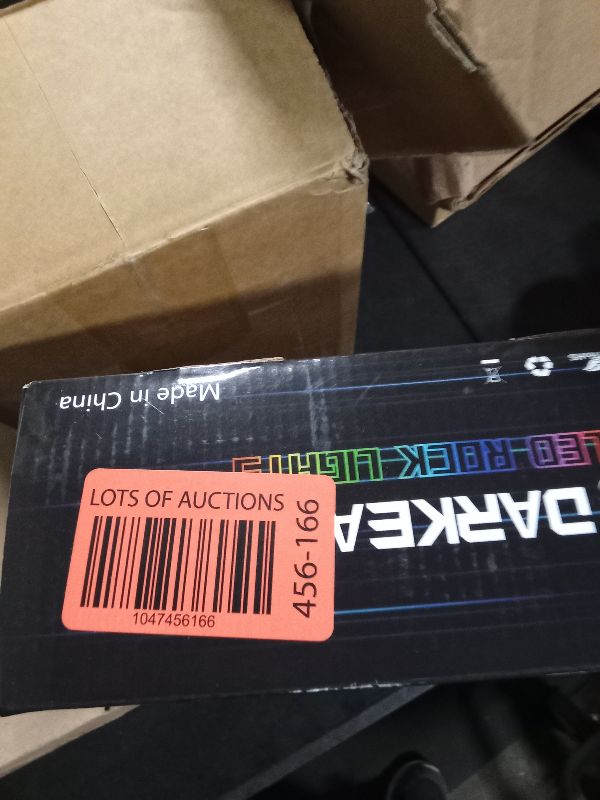 Made in China
LED ROCK LIGHTS
DARKEA
LOTS OF AUCTIONS
1047456166
456-166